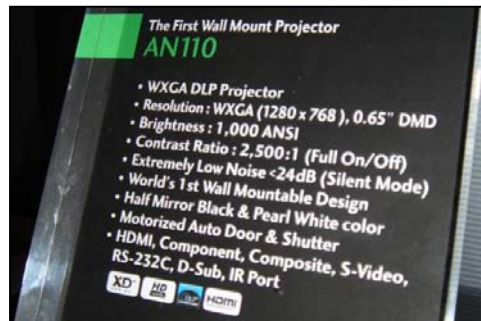 The First Wall Mount Projector
AN110
• WXGA DLP Projector
• Resolution : WXGA (1280 x 768 ), 0.65" DMD
• Brightness : 1,000 ANSI
• Contrast Ratio : 2,500:1 (Full On/Off)
• Extremely Low Noise <24dB (Silent Mode)
• World's 1st Wall Mountable Design
• Half Mirror Black & Pearl White color
• Motorized Auto Door & Shutter
• HDMI, Component, Composite, S-Video,
RS-232C, D-Sub, IR Port
XD HD DLP HDMI